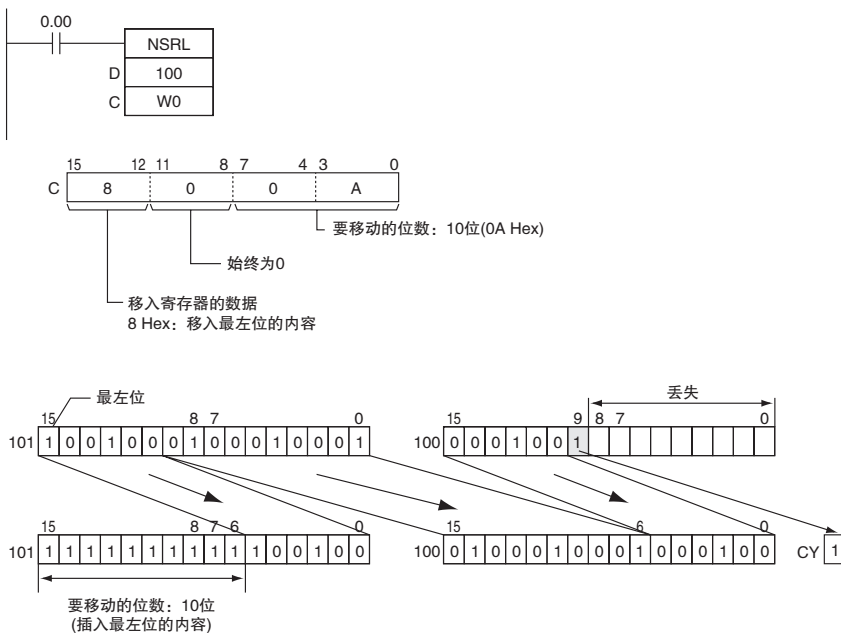 0.00
NSRL
D 100
C W0
15 12 11 8 7 4 3 0
C 8 0 0 A
要移动的位数：10位(0A Hex)
始终为0
移入寄存器的数据
8 Hex：移入最左位的内容
最左位
丢失
15 8 7 0 15 9 8 7 0
101 1 0 0 1 0 0 0 1 0 0 0 1 0 0 0 1 100 0 0 0 1 0 0 1
15 8 7 6 0 15 6 0
101 1 1 1 1 1 1 1 1 1 1 1 0 0 1 0 0 100 0 1 0 0 0 1 0 0 0 1 0 0 0 1 0 0 CY 1
要移动的位数：10位
(插入最左位的内容)